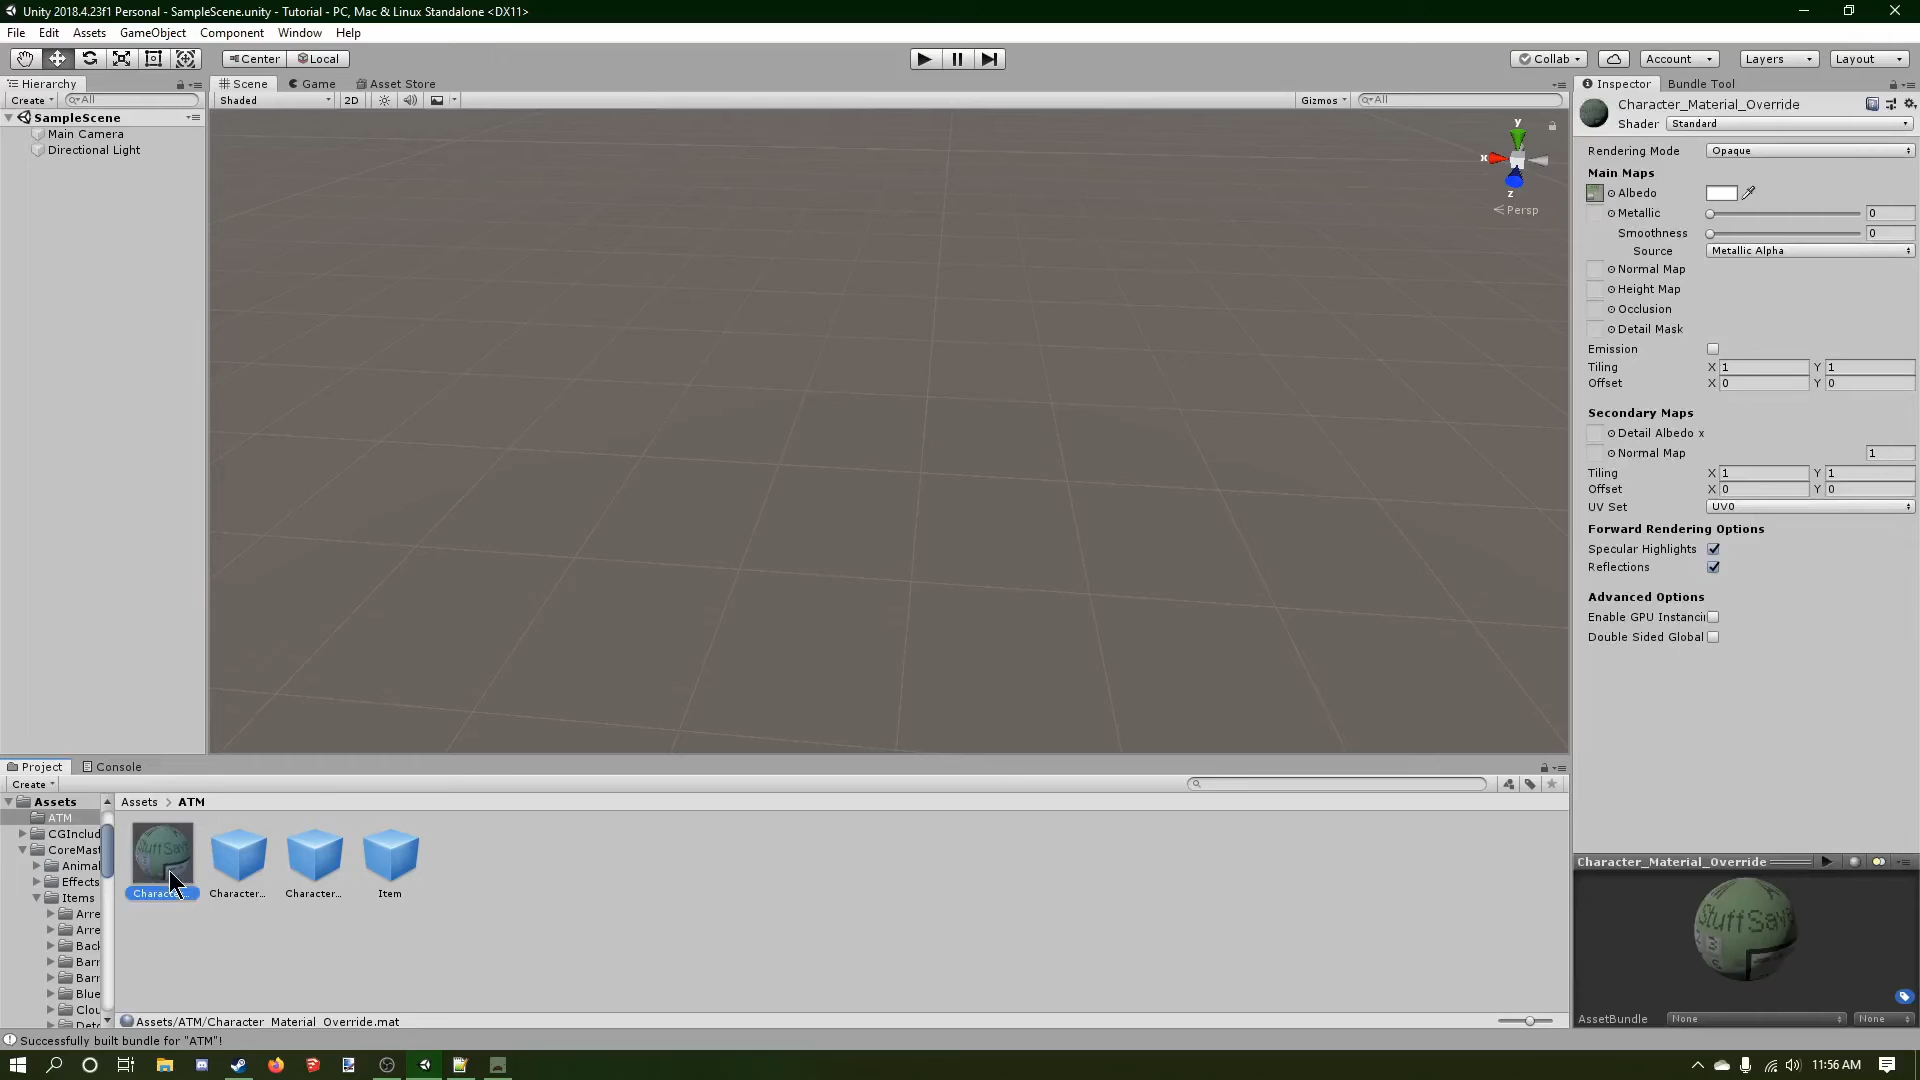 Unity 2018.4.23f1 Personal - SampleScene.unity - Tutorial - PC, Mac & Linux Standalone <DX11>
File Edit Assets GameObject Component Window Help
Center Local
Collab Account Layers Layout
Hierarchy
Create All
SampleScene
Main Camera
Directional Light
Scene Game Asset Store
Shaded 2D Gizmos All
y
x
z
Persp
Inspector Bundle Tool
Character_Material_Override
Shader Standard
Rendering Mode Opaque
Main Maps
Albedo
Metallic 0
Smoothness 0
Source Metallic Alpha
Normal Map
Height Map
Occlusion
Detail Mask
Emission
Tiling X 1 Y 1
Offset X 0 Y 0
Secondary Maps
Detail Albedo x
Normal Map 1
Tiling X 1 Y 1
Offset X 0 Y 0
UV Set UV0
Forward Rendering Options
Specular Highlights
Reflections
Advanced Options
Enable GPU Instanci
Double Sided Global
Project Console
Create
Assets
ATM
CGInclud
CoreMast
Animal
Effects
Items
Arre
Arre
Back
Barr
Barr
Blue
Clou
Dete
Assets > ATM
StuffSav
Characte... Character... Character... Item
Assets/ATM/Character_Material_Override.mat
Character_Material_Override
StuffSav
AssetBundle None None
Successfully built bundle for "ATM"!
11:56 AM